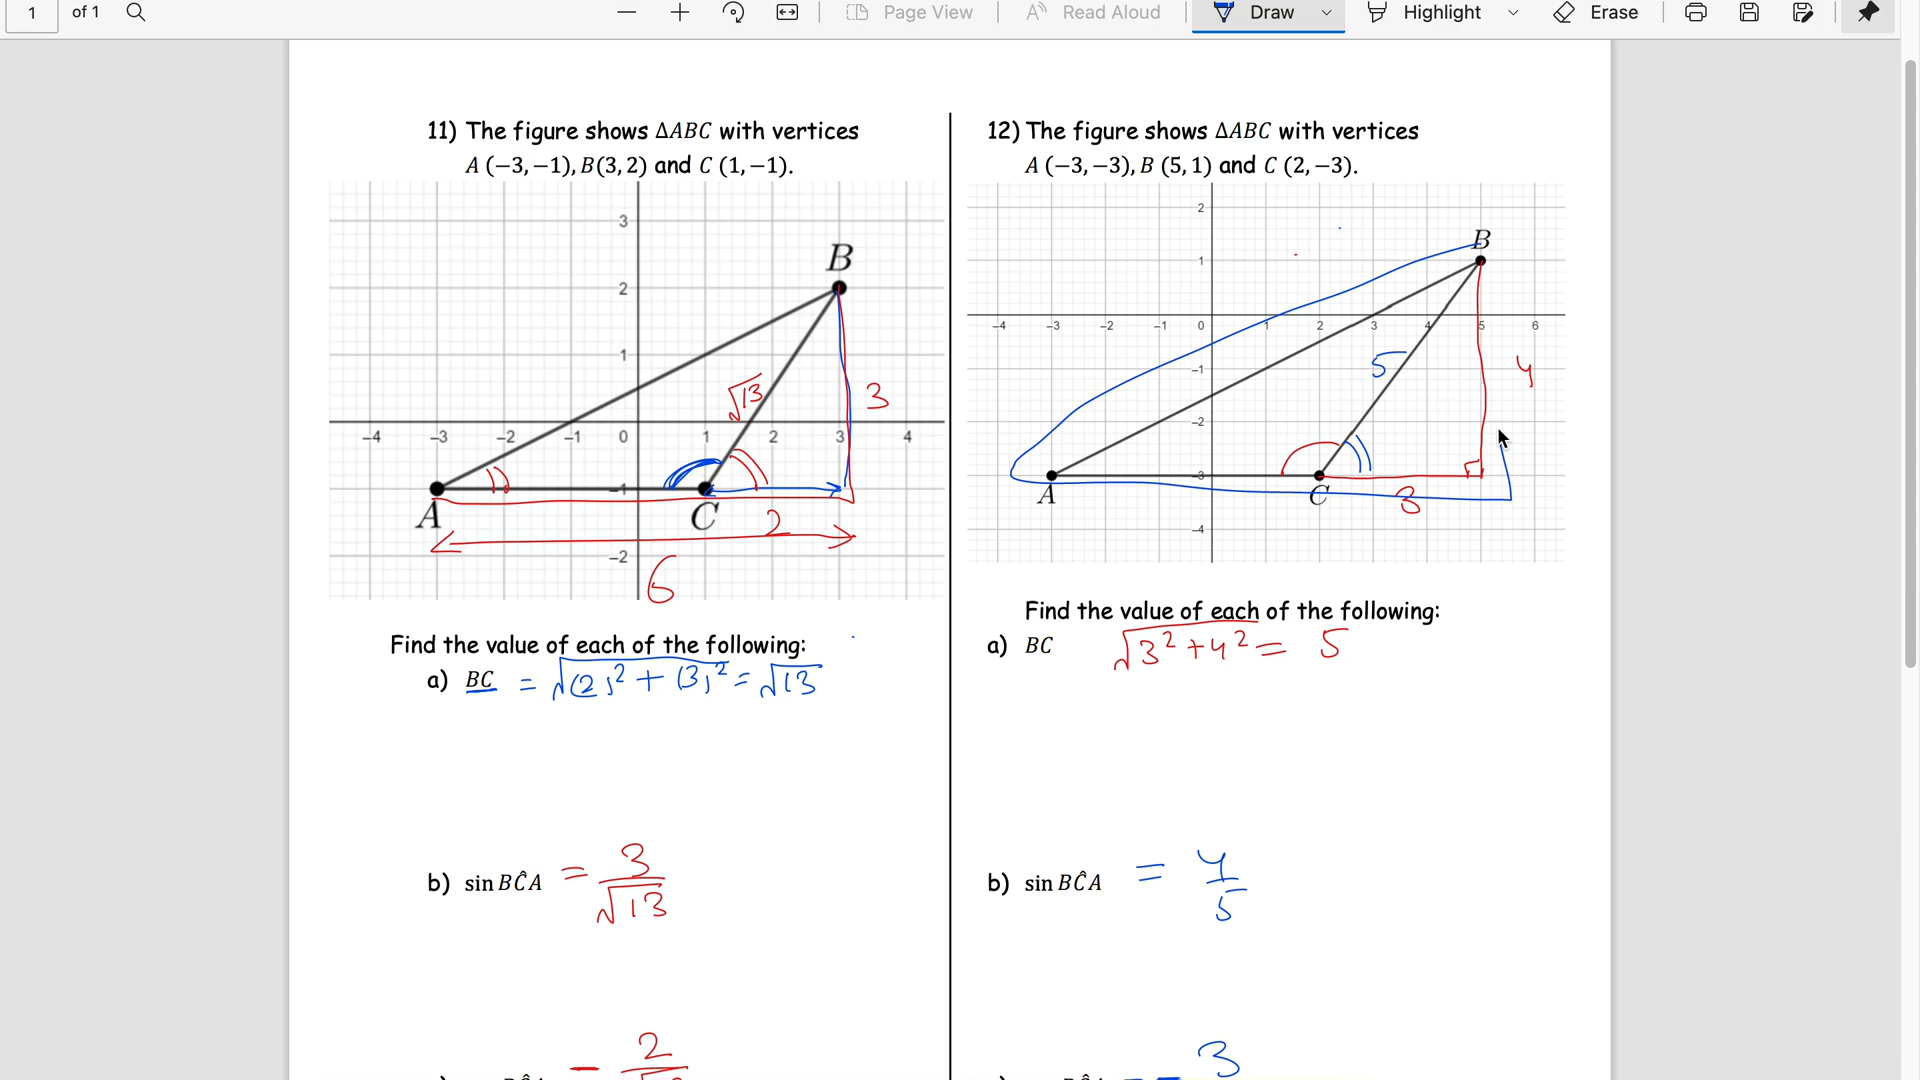 1 of 1 Page View Read Aloud Draw Highlight Erase
11) The figure shows ΔABC with vertices
A (−3, −1), B(3, 2) and C (1, −1).
3
B
2
1
√13
3
−4 −3 −2 −1 0 1 2 3 4
−1
A C 2
−2
6
Find the value of each of the following:
a) BC = √(2)² + (3)² = √13
b) sin BĈA = 3/√13
2
12) The figure shows ΔABC with vertices
A (−3, −3), B (5, 1) and C (2, −3).
2
B
1
−4 −3 −2 −1 0 1 2 3 4 5 6
5 4
−1
−2
−3
A C 3
−4
Find the value of each of the following:
a) BC √3² + 4² = 5
b) sin BĈA = 4/5
3